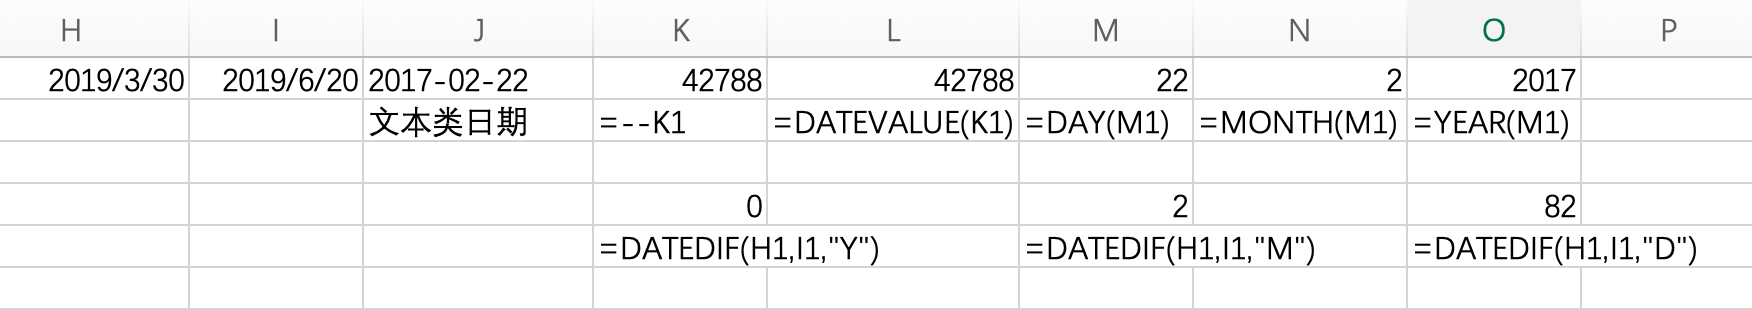 H I J K L M N O P
2019/3/30 2019/6/20 2017-02-22 42788 42788 22 2 2017
文本类日期 =--K1 =DATEVALUE(K1) =DAY(M1) =MONTH(M1) =YEAR(M1)
0 2 82
=DATEDIF(H1,I1,"Y") =DATEDIF(H1,I1,"M") =DATEDIF(H1,I1,"D")